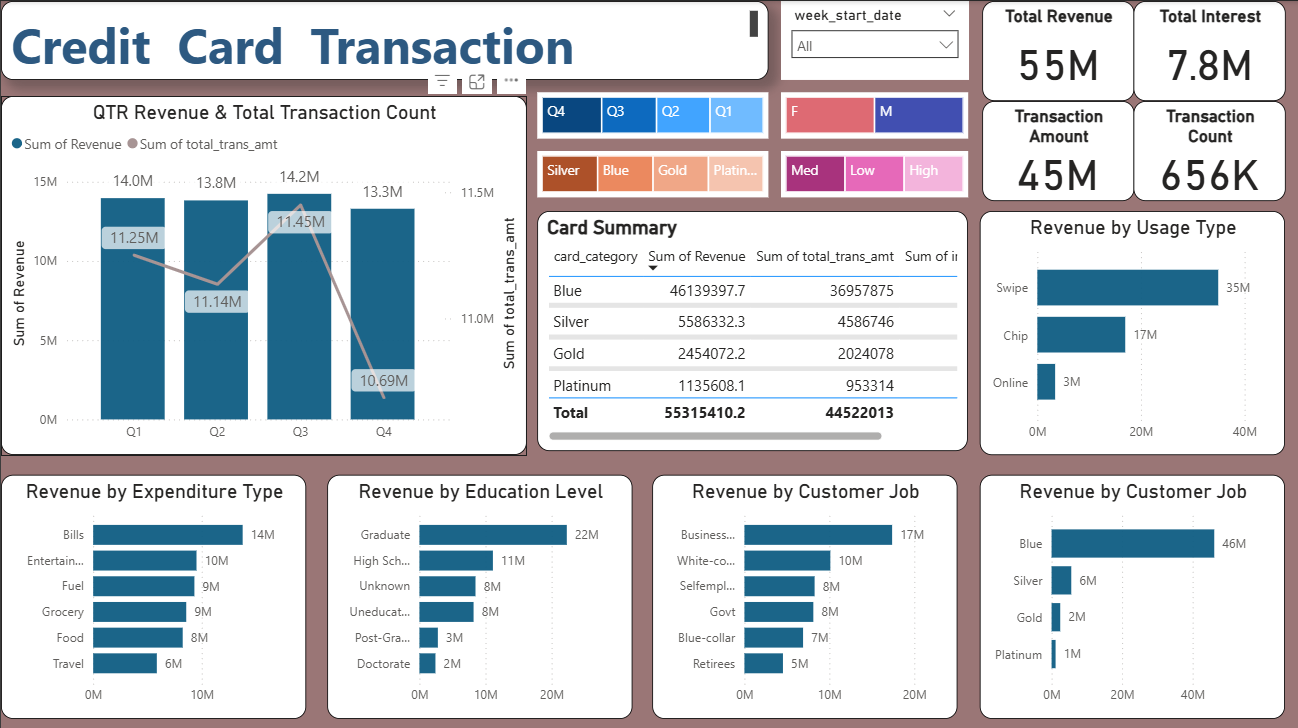 Credit Card Transaction
week_start_date
All
Total Revenue
55M
Total Interest
7.8M
Transaction
Amount
45M
Transaction
Count
656K
Q4 Q3 Q2 Q1
F M
Silver Blue Gold Platin...
Med Low High
QTR Revenue & Total Transaction Count
Sum of Revenue Sum of total_trans_amt
15M
10M
5M
0M
Sum of Revenue
14.0M 13.8M 14.2M 13.3M
11.25M 11.14M 11.45M 10.69M
11.5M
11.0M
Sum of total_trans_amt
Q1 Q2 Q3 Q4
Card Summary
card_category Sum of Revenue Sum of total_trans_amt Sum of in
Blue 46139397.7 36957875
Silver 5586332.3 4586746
Gold 2454072.2 2024078
Platinum 1135608.1 953314
Total 55315410.2 44522013
Revenue by Usage Type
Swipe 35M
Chip 17M
Online 3M
0M 20M 40M
Revenue by Expenditure Type
Bills 14M
Entertain... 10M
Fuel 9M
Grocery 9M
Food 8M
Travel 6M
0M 10M
Revenue by Education Level
Graduate 22M
High Sch... 11M
Unknown 8M
Uneducat... 8M
Post-Gra... 3M
Doctorate 2M
0M 10M 20M
Revenue by Customer Job
Business... 17M
White-co... 10M
Selfempl... 8M
Govt 8M
Blue-collar 7M
Retirees 5M
0M 10M 20M
Revenue by Customer Job
Blue 46M
Silver 6M
Gold 2M
Platinum 1M
0M 20M 40M